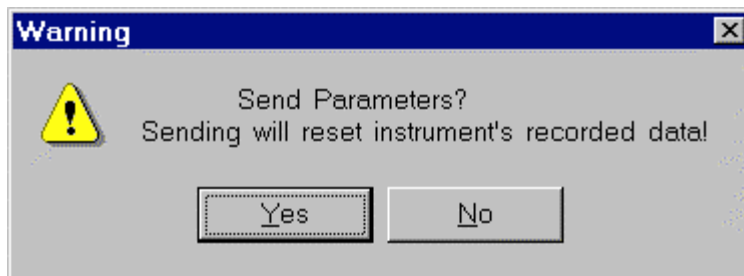 Warning
Send Parameters?
Sending will reset instrument's recorded data!
Yes No